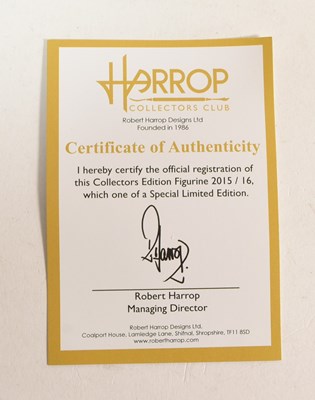 HARROP
COLLECTORS CLUB
Robert Harrop Designs Ltd
Founded in 1986
Certificate of Authenticity
I hereby certify the official registration of
this Collectors Edition Figurine 2015 / 16,
which one of a Special Limited Edition.
R Harrop
Robert Harrop
Managing Director
Robert Harrop Designs Ltd.
Coalport House, Lamledge Lane, Shifnal, Shropshire, TF11 8SD
www.robertharrop.com